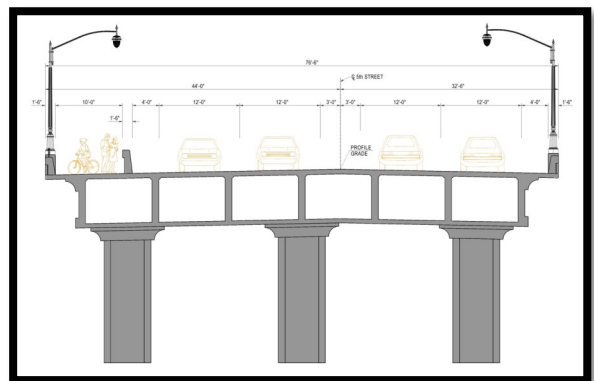 76'-6"
℄ 5th STREET
44'-0" 32'-6"
1'-6" 10'-0" 4'-0" 12'-0" 12'-0" 3'-0" 3'-0" 12'-0" 12'-0" 4'-0" 1'-6"
1'-6"
PROFILE
GRADE